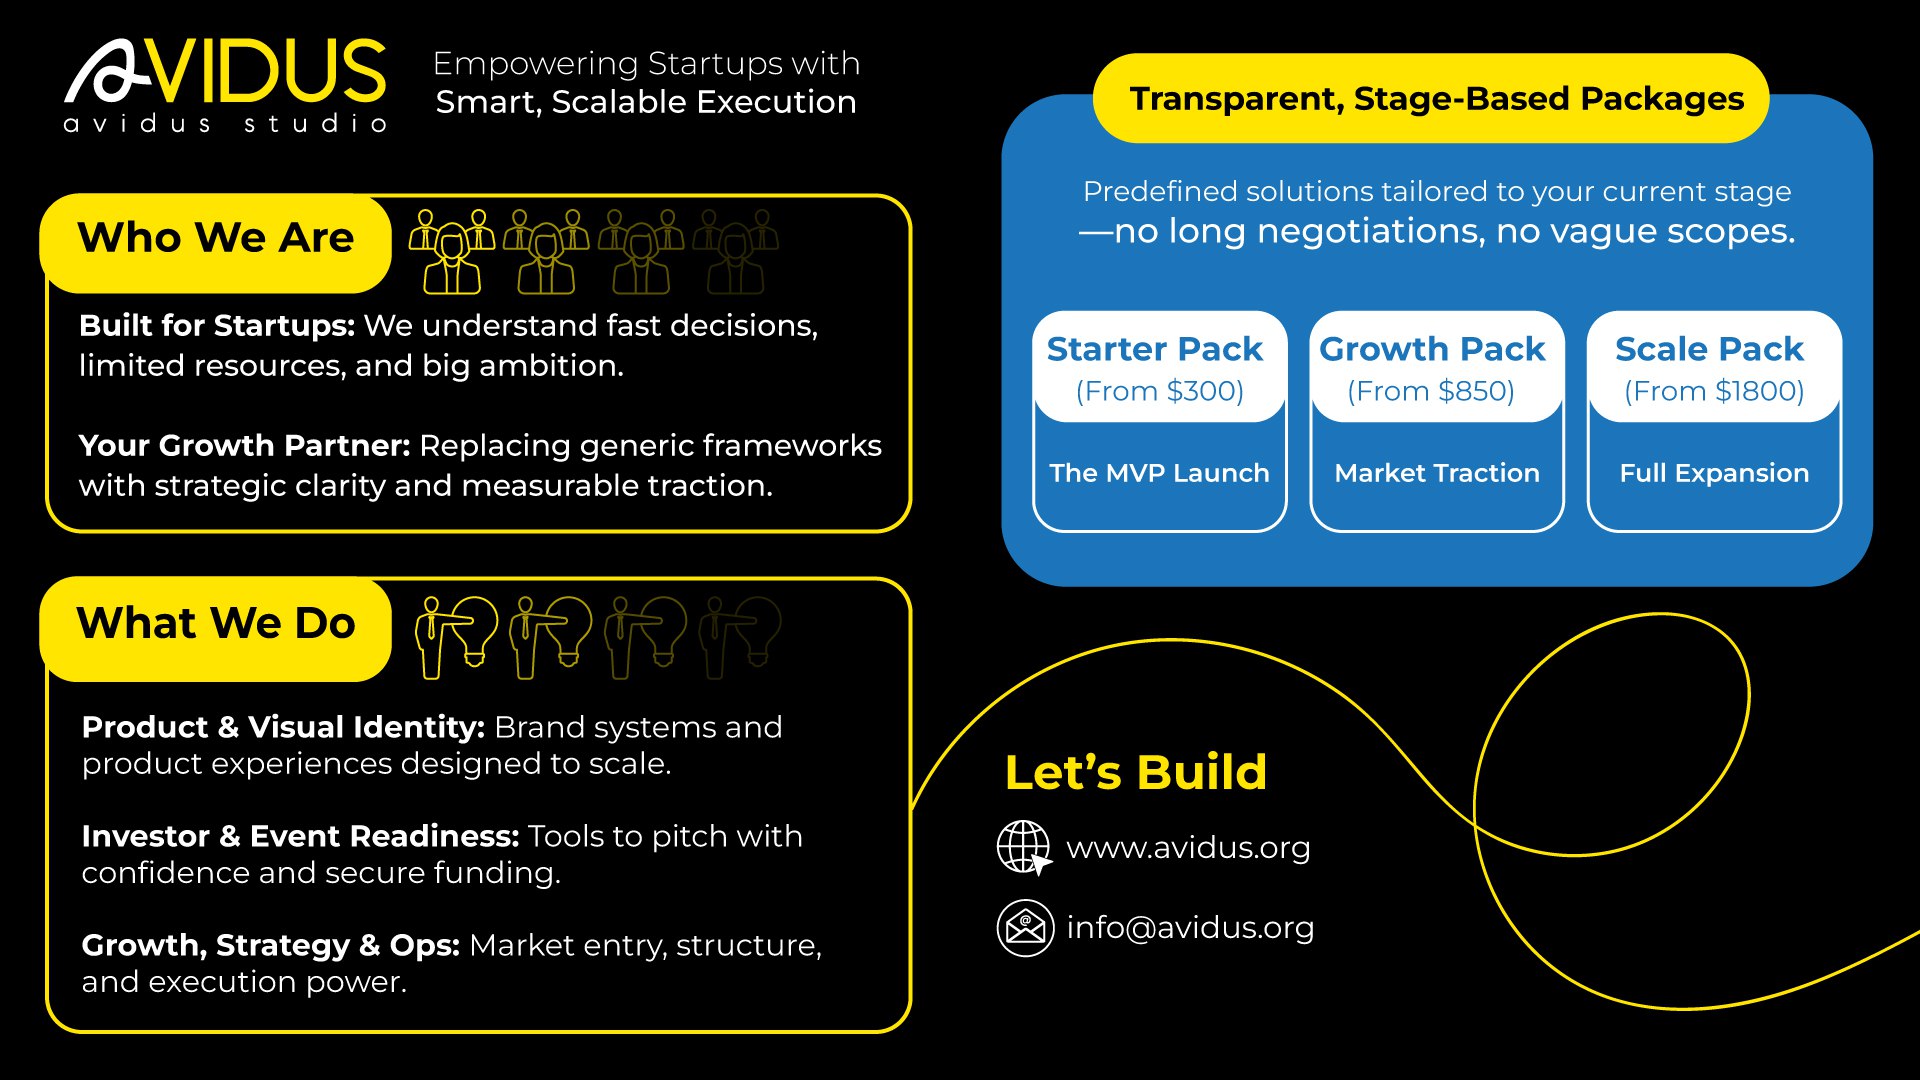 AVIDUS
avidus studio
Empowering Startups with
Smart, Scalable Execution
Who We Are
Built for Startups: We understand fast decisions,
limited resources, and big ambition.
Your Growth Partner: Replacing generic frameworks
with strategic clarity and measurable traction.
What We Do
Product & Visual Identity: Brand systems and
product experiences designed to scale.
Investor & Event Readiness: Tools to pitch with
confidence and secure funding.
Growth, Strategy & Ops: Market entry, structure,
and execution power.
Transparent, Stage-Based Packages
Predefined solutions tailored to your current stage
—no long negotiations, no vague scopes.
Starter Pack
(From $300)
The MVP Launch
Growth Pack
(From $850)
Market Traction
Scale Pack
(From $1800)
Full Expansion
Let’s Build
www.avidus.org
@
info@avidus.org